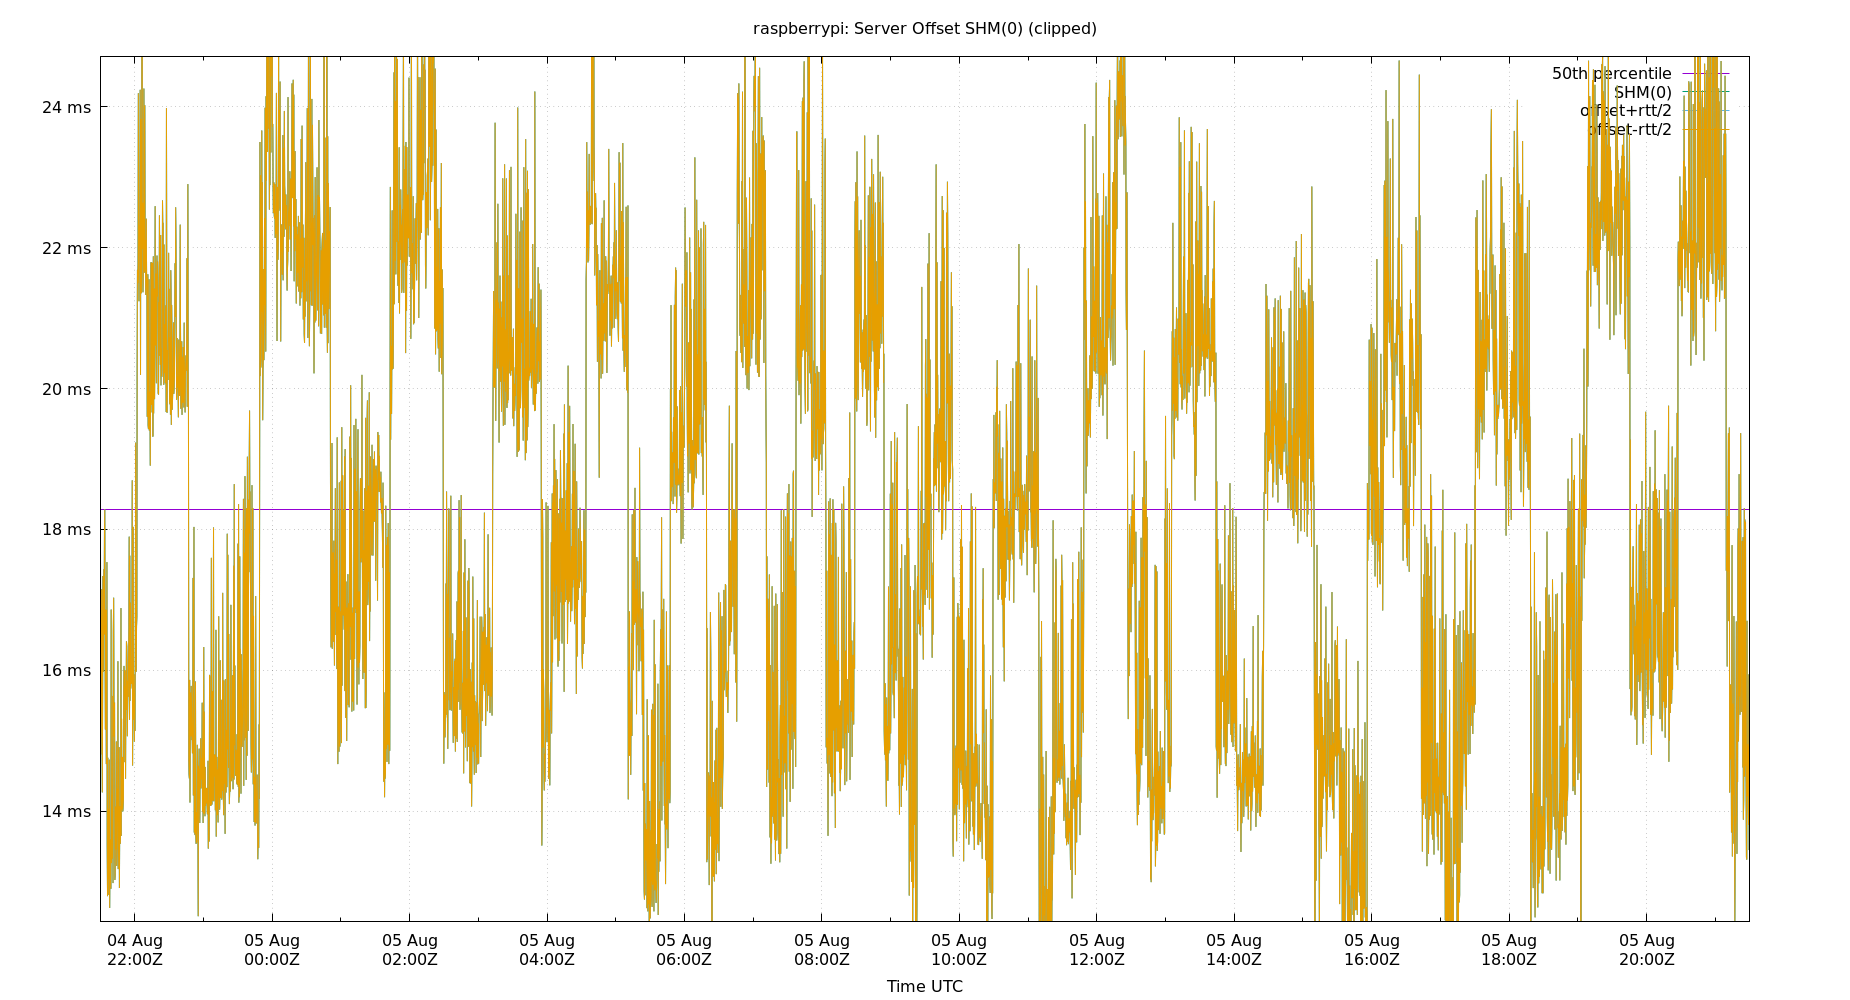 raspberrypi: Server Offset SHM(0) (clipped)
50th percentile
SHM(0)
offset+rtt/2
offset-rtt/2
24 ms
22 ms
20 ms
18 ms
16 ms
14 ms
04 Aug 05 Aug 05 Aug 05 Aug 05 Aug 05 Aug 05 Aug 05 Aug 05 Aug 05 Aug 05 Aug 05 Aug
22:00Z 00:00Z 02:00Z 04:00Z 06:00Z 08:00Z 10:00Z 12:00Z 14:00Z 16:00Z 18:00Z 20:00Z
Time UTC